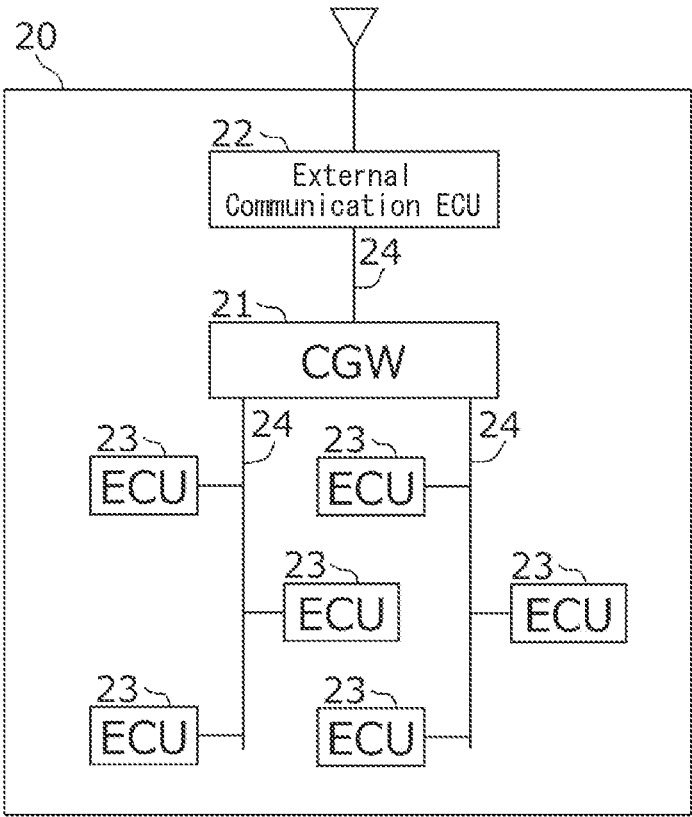 20
22
External
Communication ECU
24
21
CGW
24
24
23
ECU
23
ECU
23
ECU
23
ECU
23
ECU
23
ECU